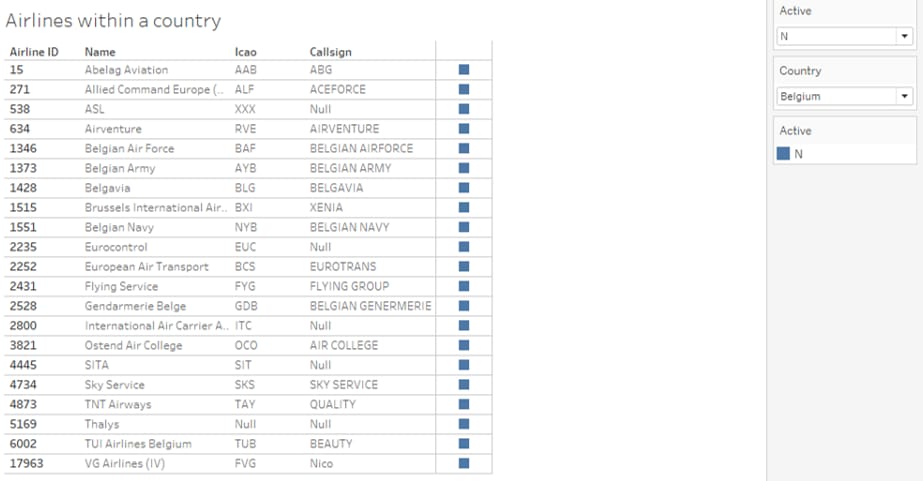 Airlines within a country
Airline ID Name Icao Callsign
15 Abelag Aviation AAB ABG
271 Allied Command Europe (.. ALF ACEFORCE
538 ASL XXX Null
634 Airventure RVE AIRVENTURE
1346 Belgian Air Force BAF BELGIAN AIRFORCE
1373 Belgian Army AYB BELGIAN ARMY
1428 Belgavia BLG BELGAVIA
1515 Brussels International Air.. BXI XENIA
1551 Belgian Navy NYB BELGIAN NAVY
2235 Eurocontrol EUC Null
2252 European Air Transport BCS EUROTRANS
2431 Flying Service FYG FLYING GROUP
2528 Gendarmerie Belge GDB BELGIAN GENERMERIE
2800 International Air Carrier A.. ITC Null
3821 Ostend Air College OCO AIR COLLEGE
4445 SITA SIT Null
4734 Sky Service SKS SKY SERVICE
4873 TNT Airways TAY QUALITY
5169 Thalys Null Null
6002 TUI Airlines Belgium TUB BEAUTY
17963 VG Airlines (IV) FVG Nico
Active
N
Country
Belgium
Active
N